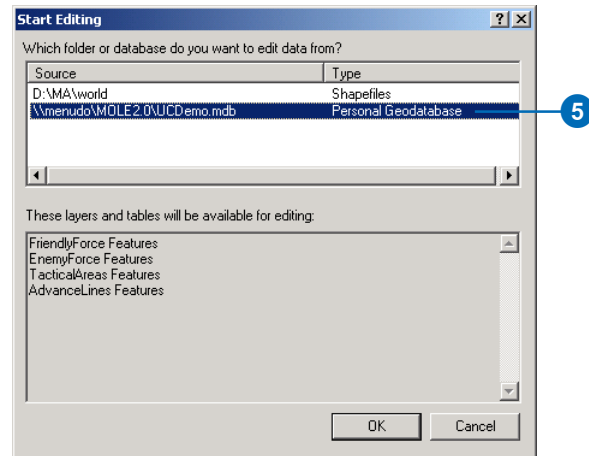 Start Editing
Which folder or database do you want to edit data from?
Source Type
D:\MA\world Shapefiles
\\menudo\MOLE2.0\UCDemo.mdb Personal Geodatabase
5
These layers and tables will be available for editing:
FriendlyForce Features
EnemyForce Features
TacticalAreas Features
AdvanceLines Features
OK Cancel